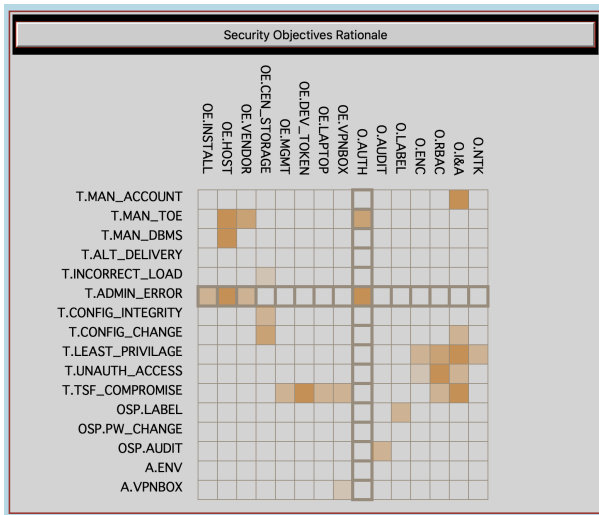 Security Objectives Rationale
OE.INSTALL
OE.HOST
OE.VENDOR
OE.CEN_STORAGE
OE.MGMT
OE.DEV_TOKEN
OE.LAPTOP
OE.VPNBOX
O.AUTH
O.AUDIT
O.LABEL
O.ENC
O.RBAC
O.I&A
O.NTK
T.MAN_ACCOUNT
T.MAN_TOE
T.MAN_DBMS
T.ALT_DELIVERY
T.INCORRECT_LOAD
T.ADMIN_ERROR
T.CONFIG_INTEGRITY
T.CONFIG_CHANGE
T.LEAST_PRIVILAGE
T.UNAUTH_ACCESS
T.TSF_COMPROMISE
OSP.LABEL
OSP.PW_CHANGE
OSP.AUDIT
A.ENV
A.VPNBOX